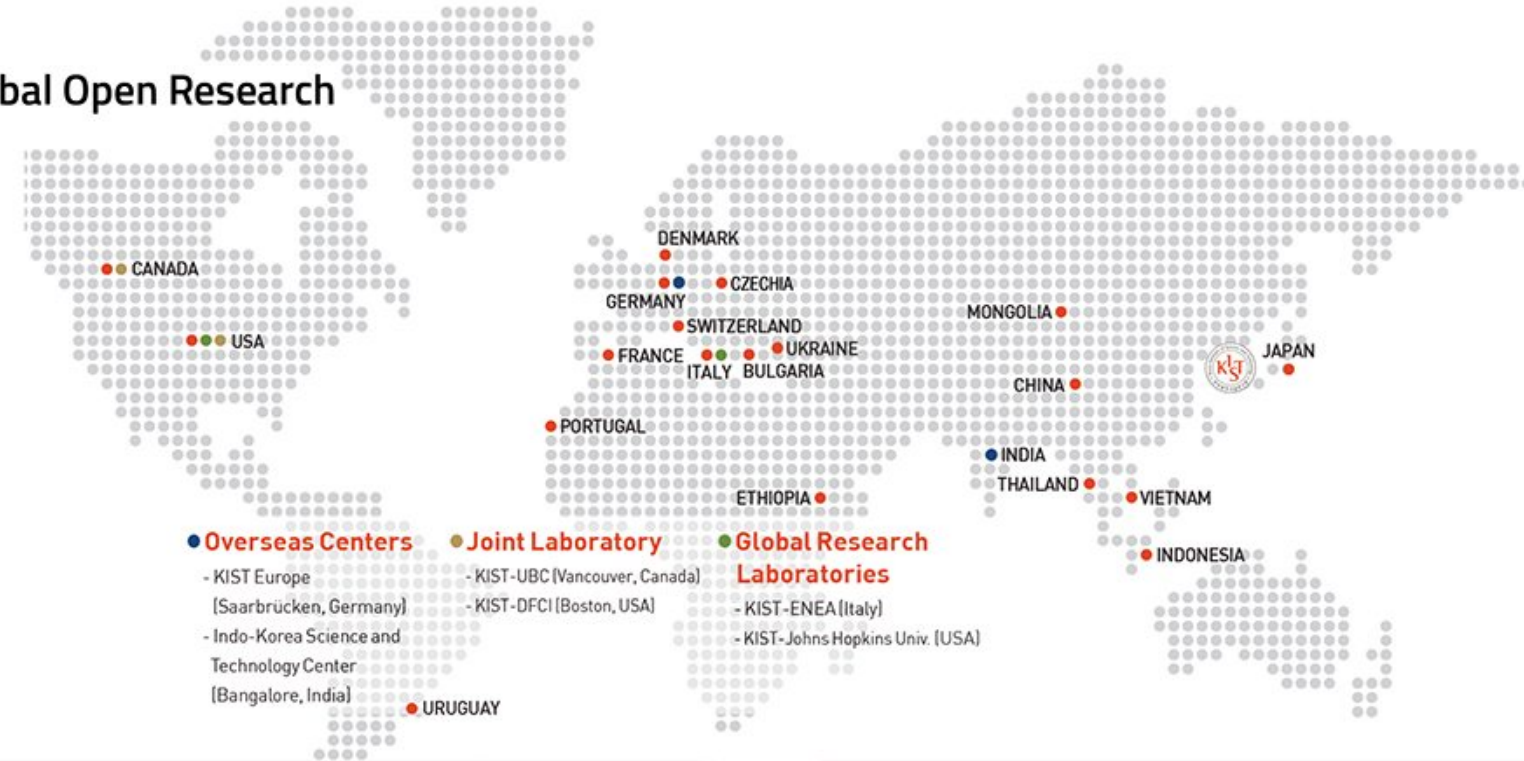 bal Open Research
DENMARK
CANADA
CZECHIA
GERMANY
MONGOLIA
SWITZERLAND
USA
UKRAINE
FRANCE
JAPAN
KIST
ITALY
BULGARIA
CHINA
PORTUGAL
INDIA
THAILAND
ETHIOPIA
VIETNAM
INDONESIA
Overseas Centers
- KIST Europe
(Saarbrücken, Germany)
- Indo-Korea Science and
Technology Center
(Bangalore, India)
Joint Laboratory
- KIST-UBC (Vancouver, Canada)
- KIST-DFCI (Boston, USA)
Global Research
Laboratories
- KIST-ENEA (Italy)
- KIST-Johns Hopkins Univ. (USA)
URUGUAY